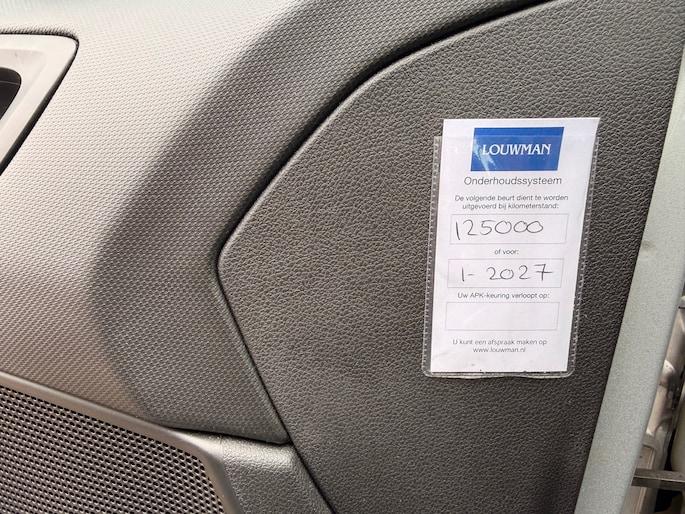 LOUWMAN
Onderhoudssysteem
De volgende beurt dient te worden
uitgevoerd bij kilometerstand:
125000
of voor:
1-2027
Uw APK-keuring verloopt op:
U kunt een afspraak maken op
www.louwman.nl